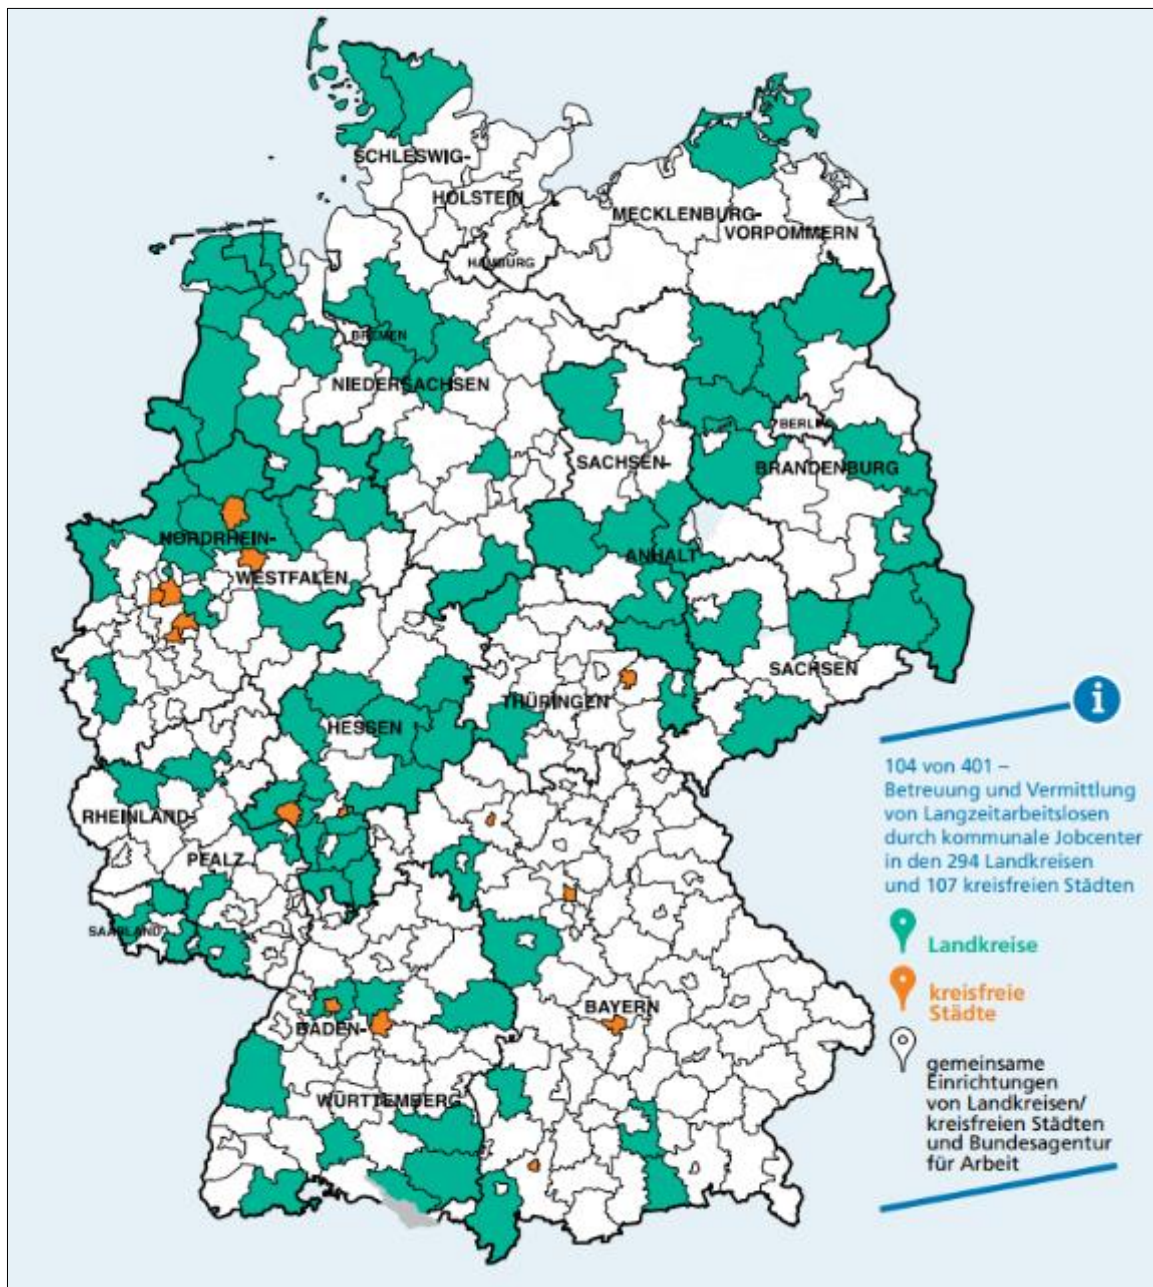 SCHLESWIG-
HOLSTEIN
MECKLENBURG-
VORPOMMERN
HAMBURG
BREMEN
NIEDERSACHSEN
BERLIN
SACHSEN-
BRANDENBURG
NORDRHEIN-
ANHALT
WESTFALEN
SACHSEN
THÜRINGEN
HESSEN
RHEINLAND-
PFALZ
SAARLAND
BAYERN
BADEN-
WÜRTTEMBERG
i
104 von 401 –
Betreuung und Vermittlung
von Langzeitarbeitslosen
durch kommunale Jobcenter
in den 294 Landkreisen
und 107 kreisfreien Städten
Landkreise
kreisfreie
Städte
gemeinsame
Einrichtungen
von Landkreisen/
kreisfreien Städten
und Bundesagentur
für Arbeit